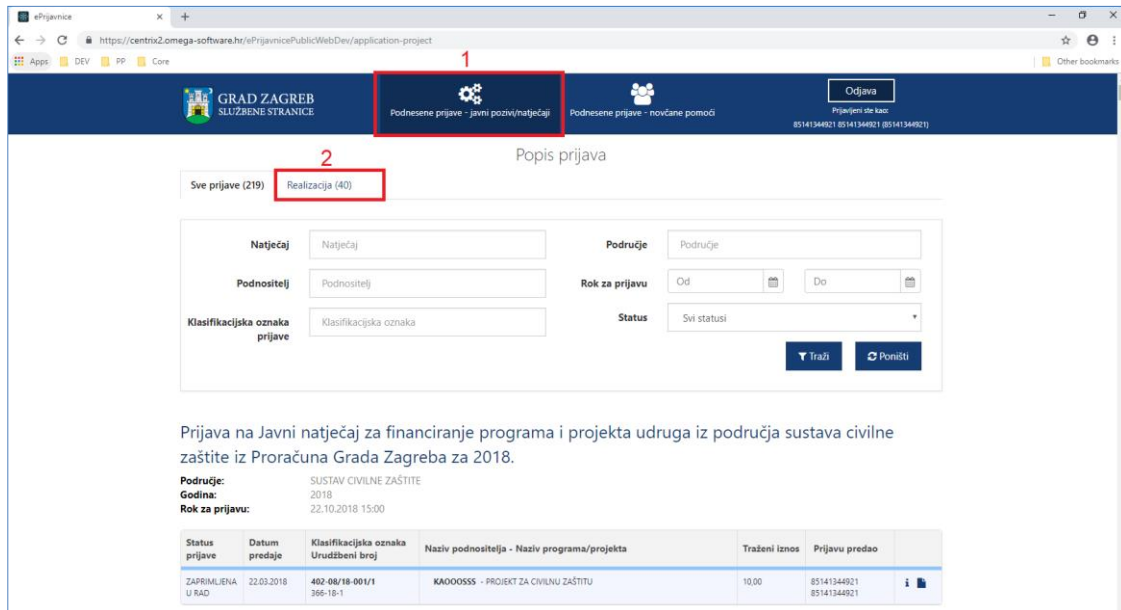 ePrijavnice
https://centrix2.omega-software.hr/ePrijavnicePublicWebDev/application-project
Apps DEV PP Core Other bookmarks
1
GRAD ZAGREB
SLUŽBENE STRANICE
Podnesene prijave - javni pozivi/natječaji
Podnesene prijave - novčane pomoći
Odjava
Prijavljeni ste kao:
85141344921 85141344921 (85141344921)
Popis prijava
2
Sve prijave (219) Realizacija (40)
Natječaj Natječaj Područje Područje
Podnositelj Podnositelj Rok za prijavu Od Do
Klasifikacijska oznaka Klasifikacijska oznaka Status Svi statusi
prijave
Traži Poništi
Prijava na Javni natječaj za financiranje programa i projekta udruga iz područja sustava civilne
zaštite iz Proračuna Grada Zagreba za 2018.
Područje: SUSTAV CIVILNE ZAŠTITE
Godina: 2018
Rok za prijavu: 22.10.2018 15:00
Status Datum Klasifikacijska oznaka Naziv podnositelja - Naziv programa/projekta Traženi iznos Prijavu predao
prijave predaje Urudžbeni broj
ZAPRIMLJENA 22.03.2018 402-08/18-001/1 KAOOOSSS - PROJEKT ZA CIVILNU ZAŠTITU 10,00 85141344921
U RAD 366-18-1 85141344921